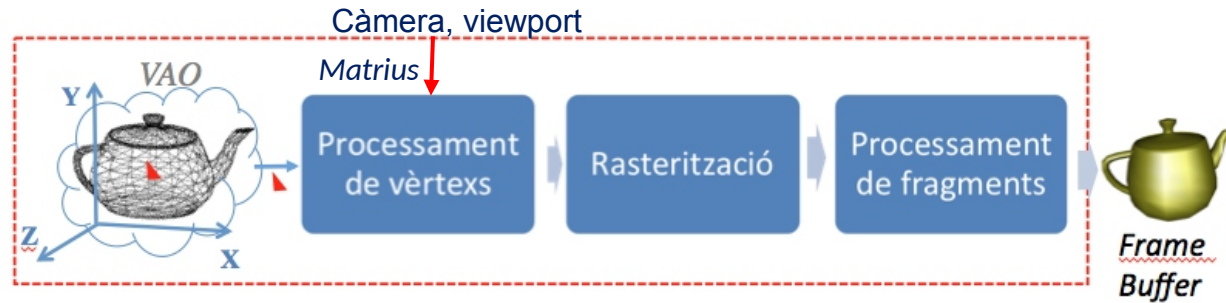 Càmera, viewport
Matrius
VAO
Y
Z
X
Processament
de vèrtexs
Rasterització
Processament
de fragments
Frame
Buffer